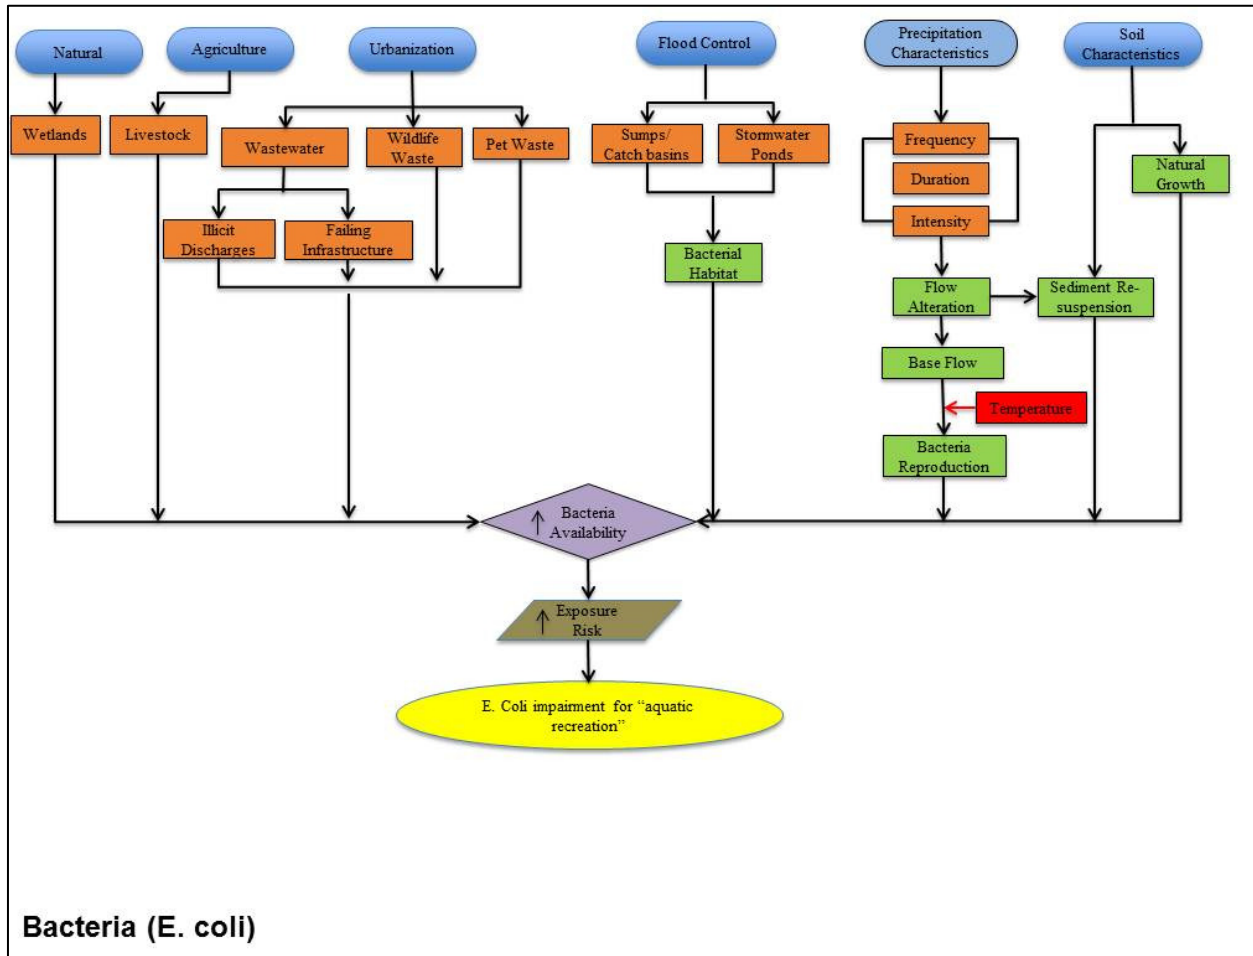 Natural
Agriculture
Urbanization
Flood Control
Precipitation
Characteristics
Soil
Characteristics
Wetlands
Livestock
Wastewater
Wildlife
Waste
Pet Waste
Sumps/
Catch basins
Stormwater
Ponds
Frequency
Duration
Intensity
Natural
Growth
Illicit
Discharges
Failing
Infrastructure
Bacterial
Habitat
Flow
Alteration
Sediment Re-
suspension
Base Flow
Temperature
Bacteria
Reproduction
↑ Bacteria
Availability
↑ Exposure
Risk
E. Coli impairment for “aquatic
recreation”
Bacteria (E. coli)